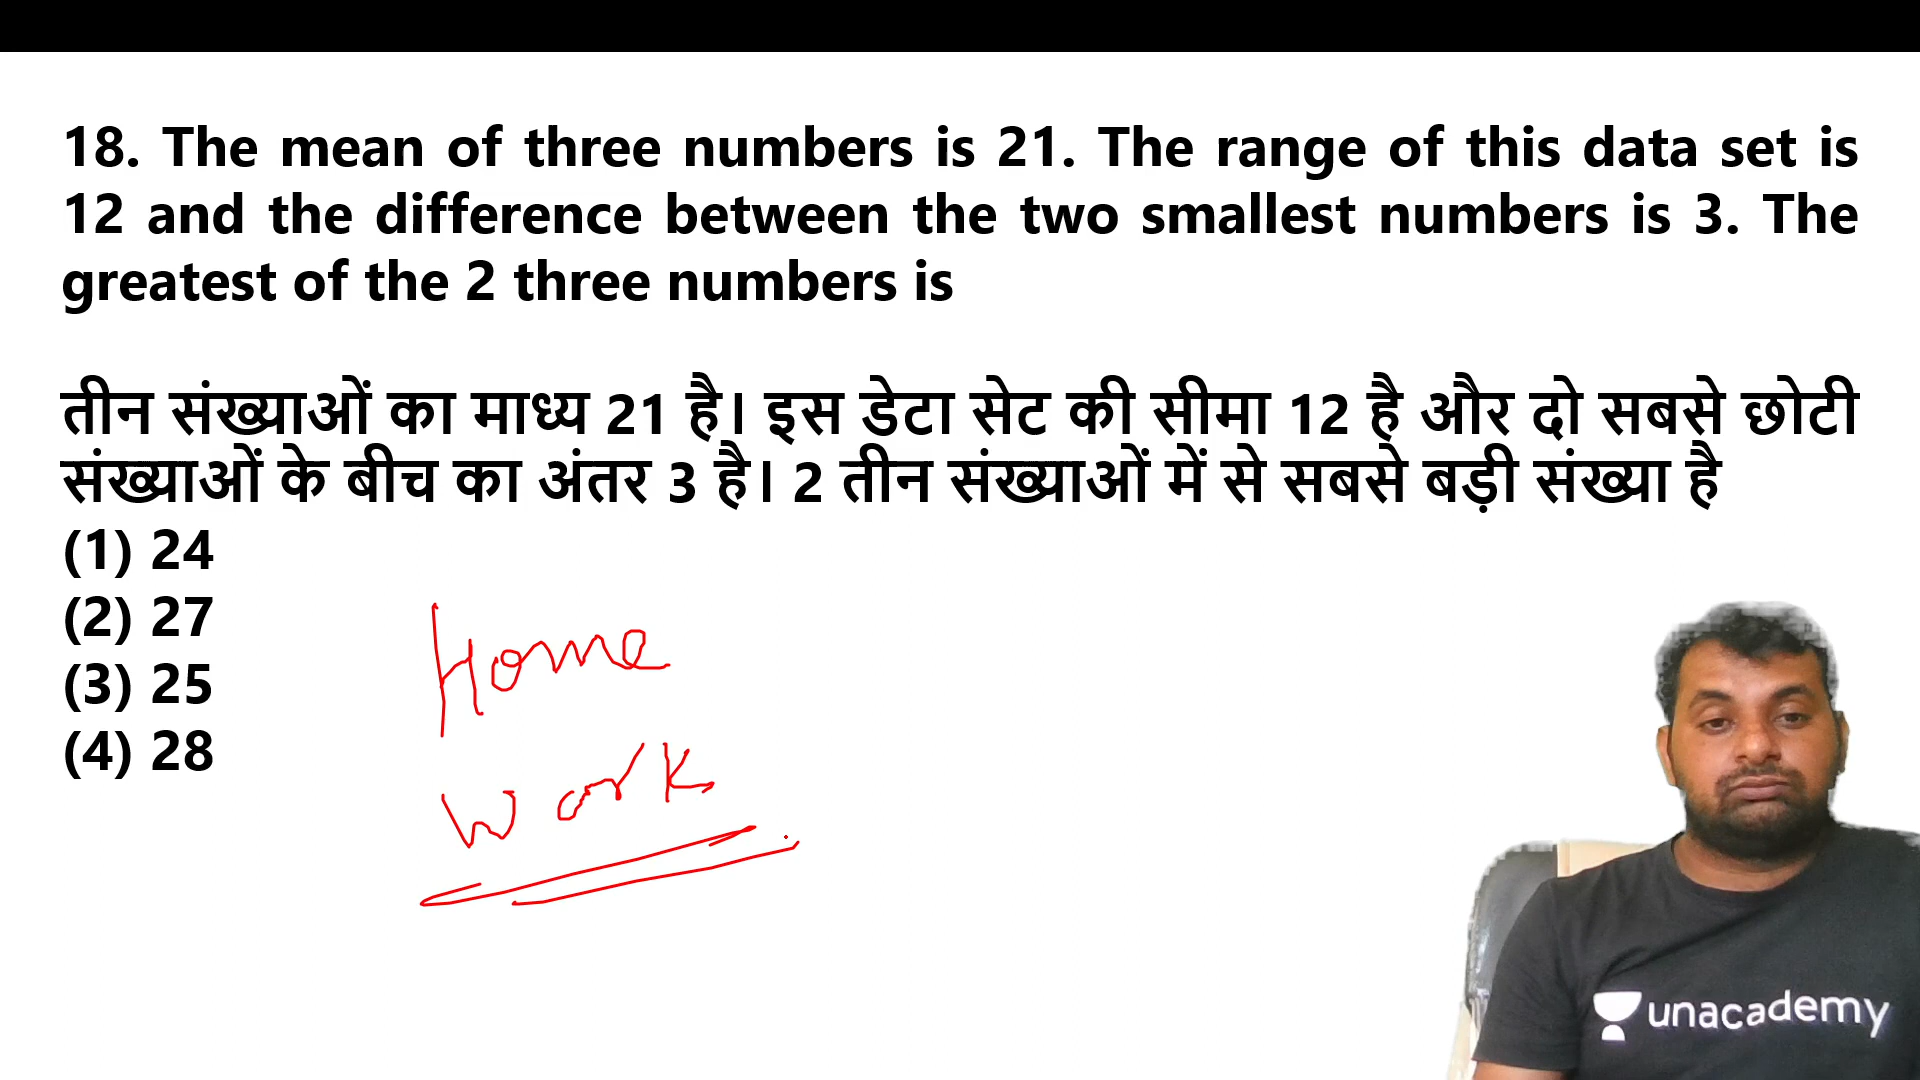 18. The mean of three numbers is 21. The range of this data set is
12 and the difference between the two smallest numbers is 3. The
greatest of the 2 three numbers is
तीन संख्याओं का माध्य 21 है। इस डेटा सेट की सीमा 12 है और दो सबसे छोटी
संख्याओं के बीच का अंतर 3 है। 2 तीन संख्याओं में से सबसे बड़ी संख्या है
(1) 24
(2) 27
(3) 25
(4) 28
Home
Work
unacademy